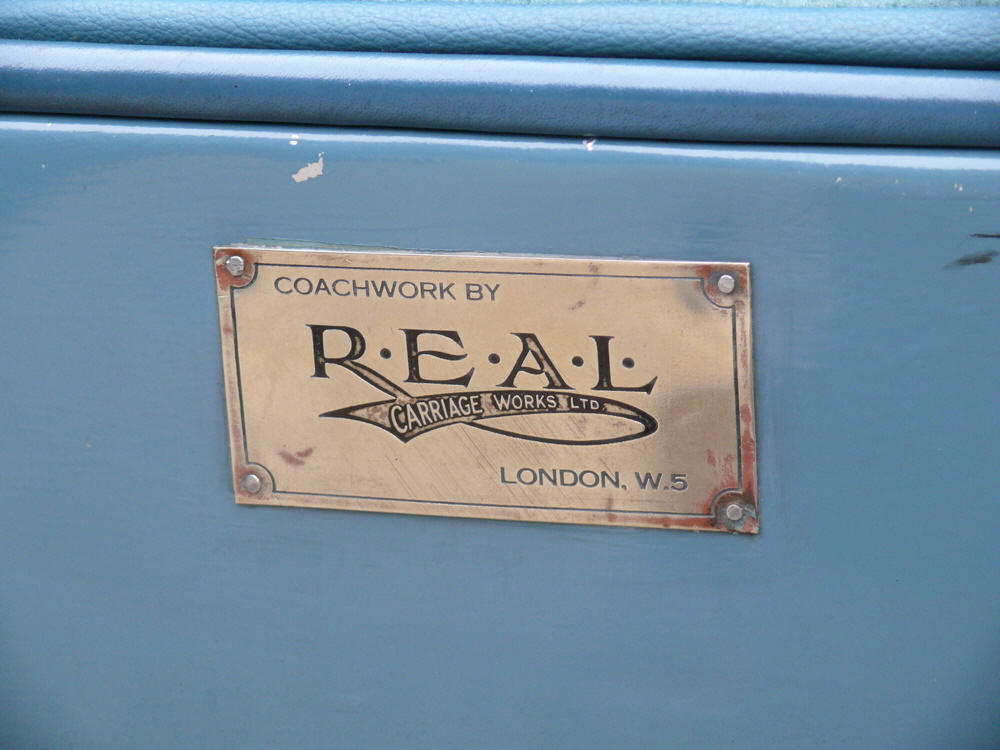 COACHWORK BY
R·E·A·L·
CARRIAGE WORKS LTD.
LONDON, W.5